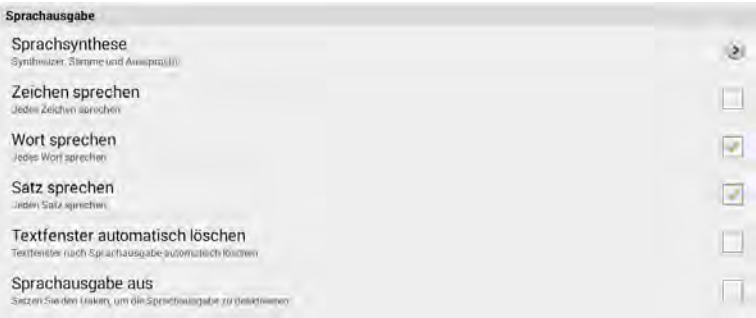 Sprachausgabe
Sprachsynthese
Synthesizer, Stimme und Aussprache
Zeichen sprechen
Jedes Zeichen sprechen
Wort sprechen
Jedes Wort sprechen
Satz sprechen
Jeden Satz sprechen
Textfenster automatisch löschen
Textfenster nach Sprachausgabe automatisch löschen
Sprachausgabe aus
Setzen Sie den Haken, um die Sprachausgabe zu deaktivieren